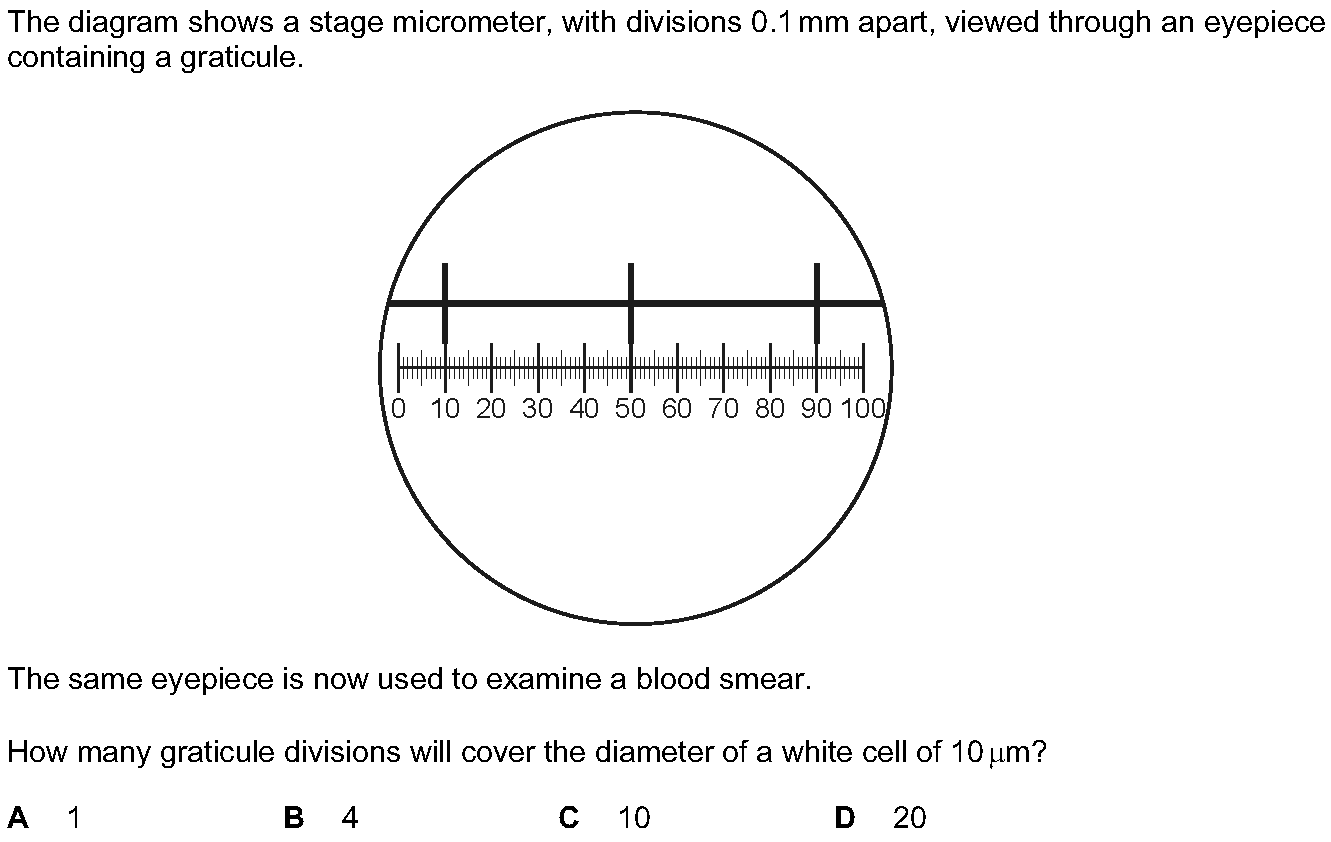 The diagram shows a stage micrometer, with divisions 0.1 mm apart, viewed through an eyepiece
containing a graticule.
0 10 20 30 40 50 60 70 80 90 100
The same eyepiece is now used to examine a blood smear.
How many graticule divisions will cover the diameter of a white cell of 10 μm?
A 1 B 4 C 10 D 20